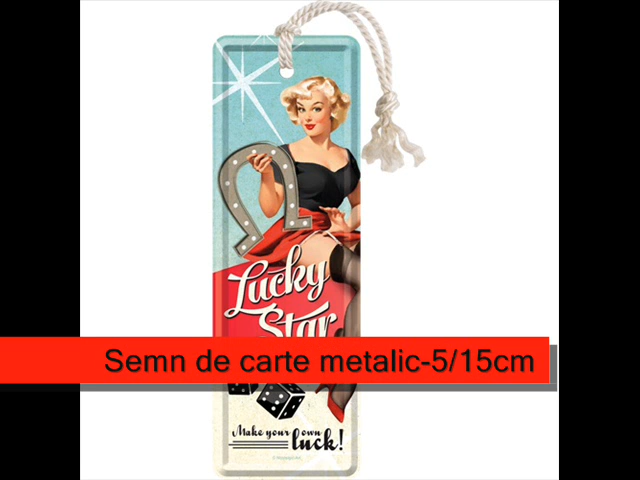 Lucky
Star
Semn de carte metalic-5/15cm
Make your own
luck!